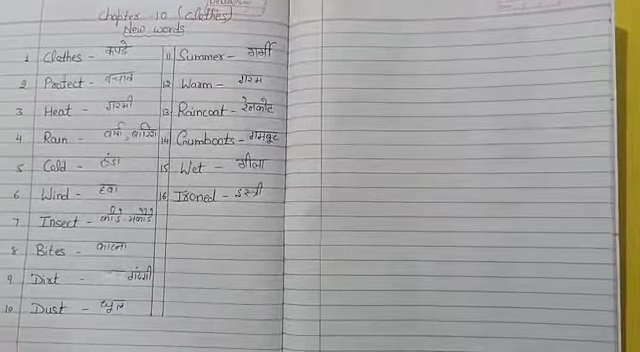 Chapter 10 (Clothes)
New words
1 Clothes - कपडे
2 Protect - बचाव
3 Heat - गरमी
4 Rain - वर्षा, बारिश
5 Cold - ठंडा
6 Wind - हवा
7 Insect - कीडे-मकोडे
8 Bites - काटना
9 Dirt - गंदगी
10 Dust - धूल
11 Summer - गर्मी
12 Warm - गरम
13 Raincoat - रेनकोट
14 Gumboots - गमबूट
15 Wet - गीला
16 Ironed - इस्त्री